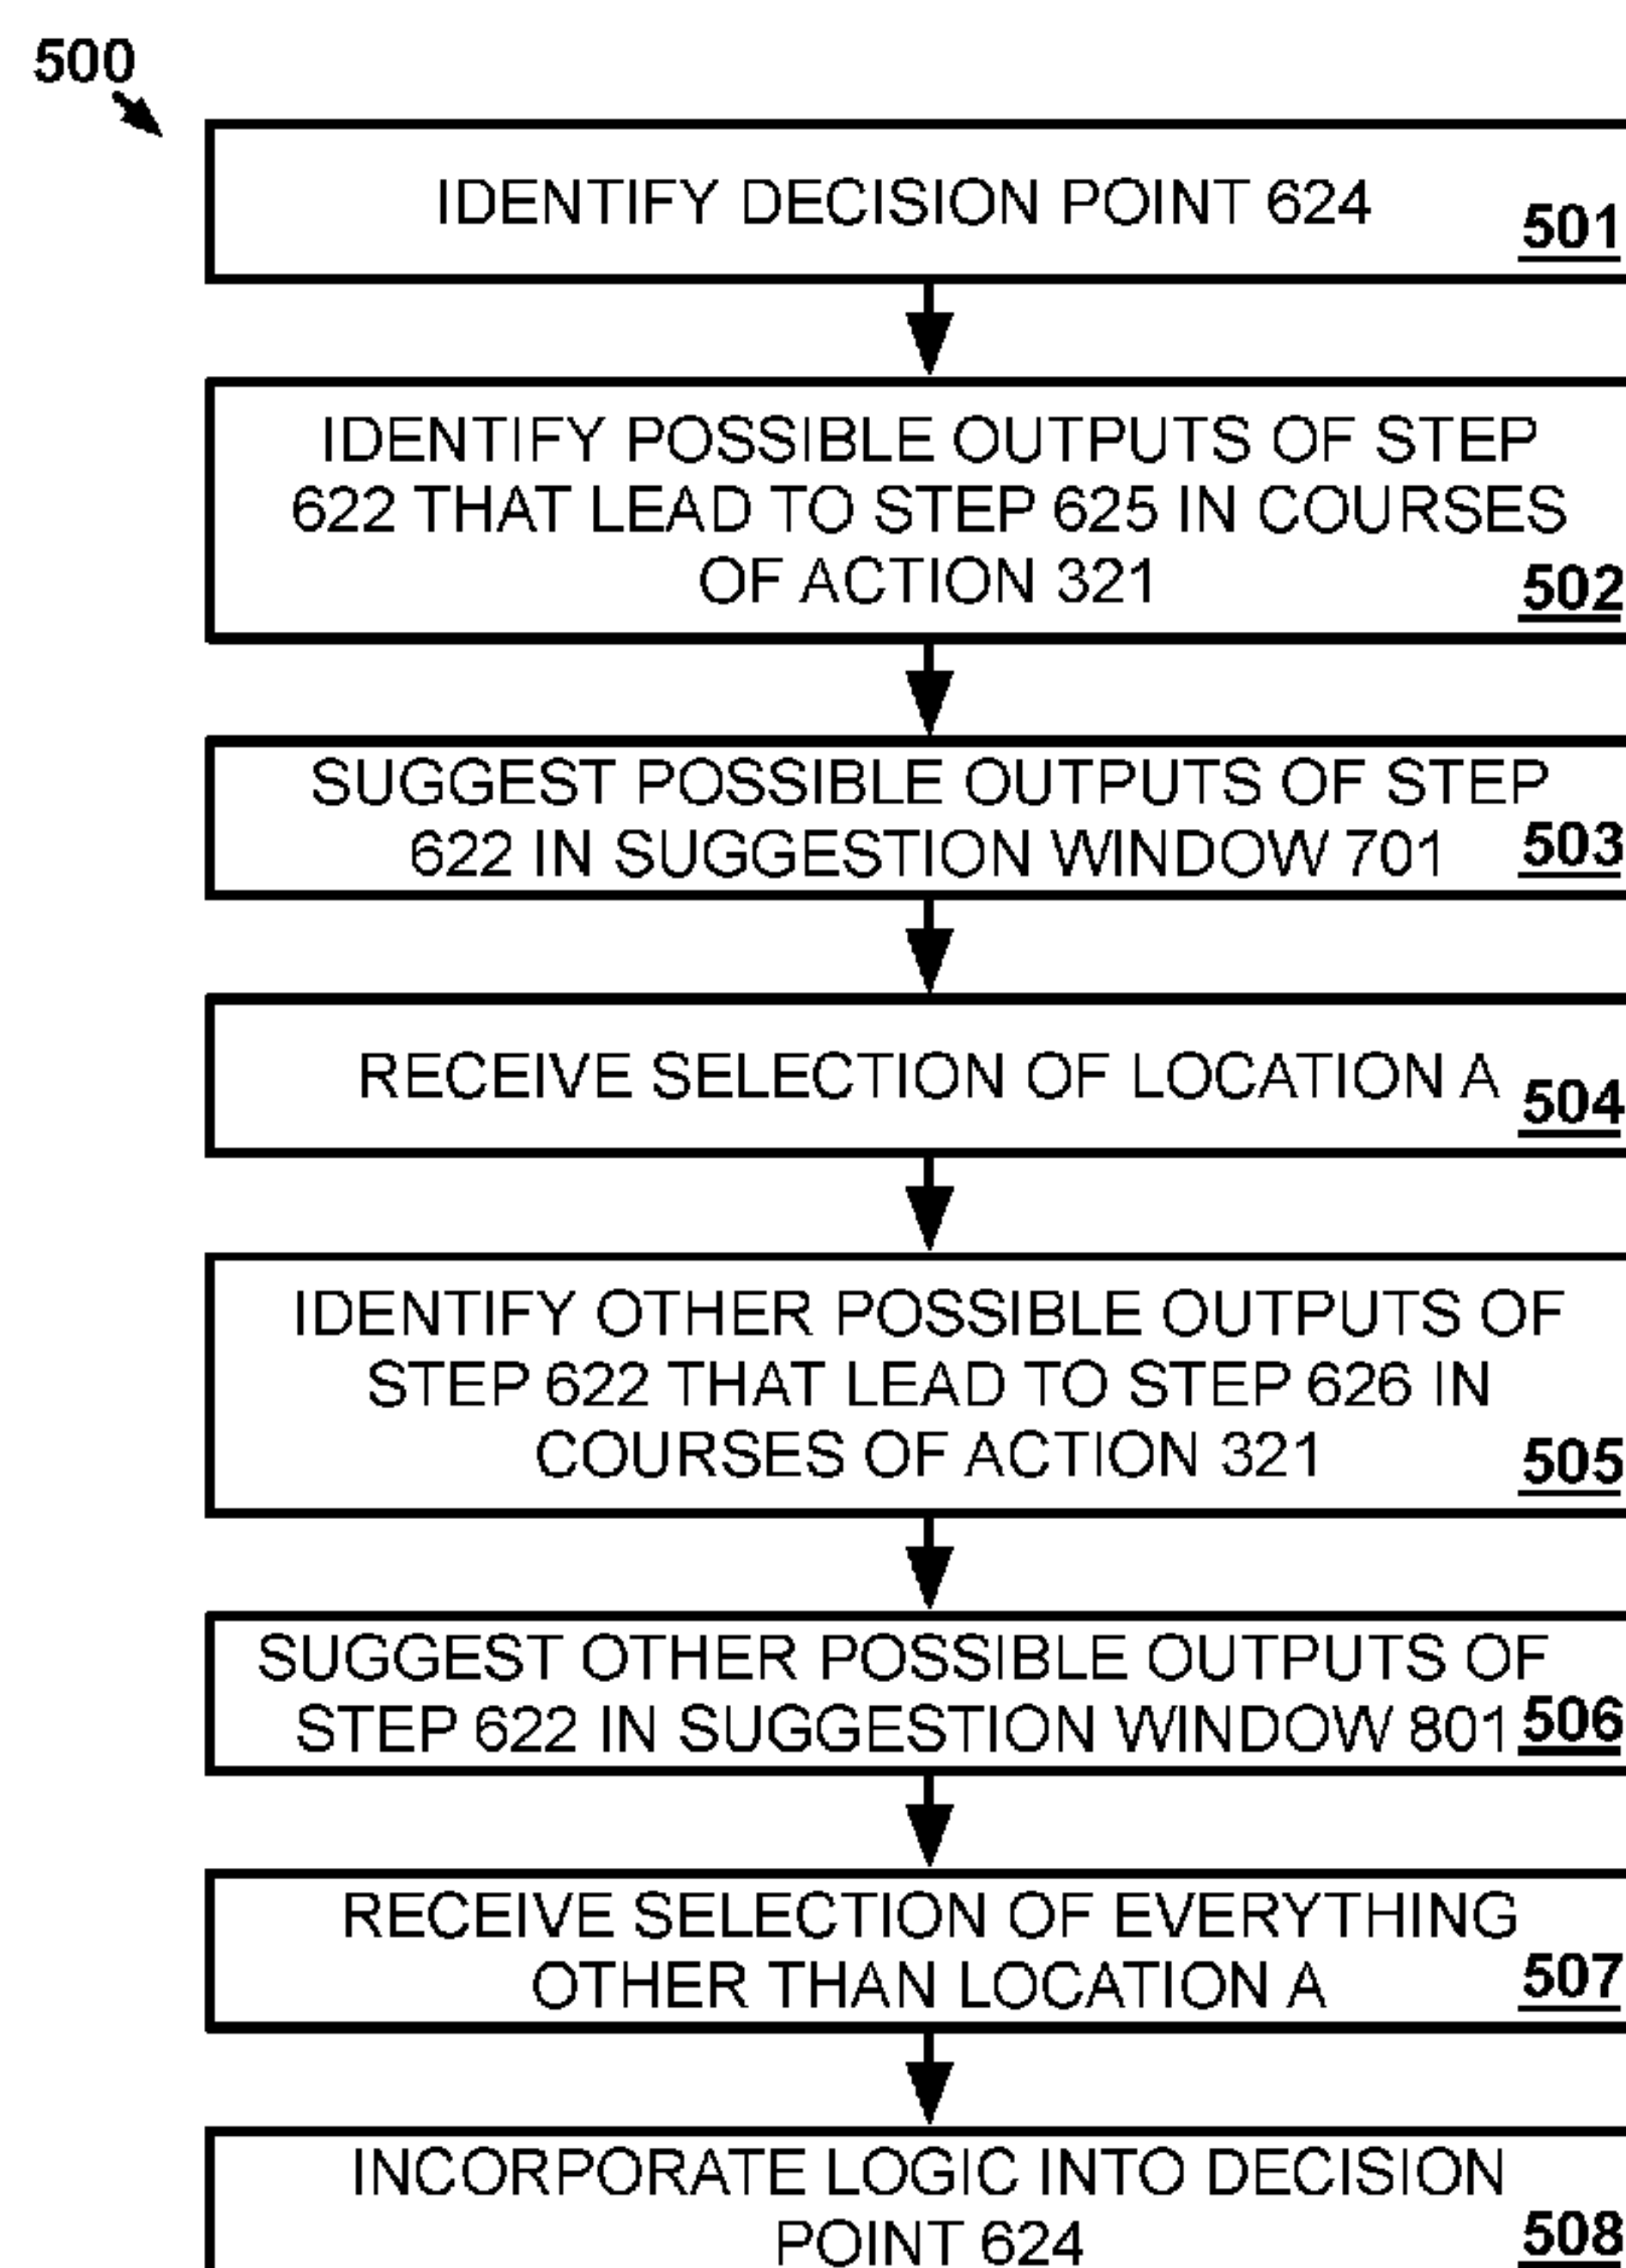 500
IDENTIFY DECISION POINT 624
501
IDENTIFY POSSIBLE OUTPUTS OF STEP
622 THAT LEAD TO STEP 625 IN COURSES
OF ACTION 321
502
SUGGEST POSSIBLE OUTPUTS OF STEP
622 IN SUGGESTION WINDOW 701
503
RECEIVE SELECTION OF LOCATION A
504
IDENTIFY OTHER POSSIBLE OUTPUTS OF
STEP 622 THAT LEAD TO STEP 626 IN
COURSES OF ACTION 321
505
SUGGEST OTHER POSSIBLE OUTPUTS OF
STEP 622 IN SUGGESTION WINDOW 801
506
RECEIVE SELECTION OF EVERYTHING
OTHER THAN LOCATION A
507
INCORPORATE LOGIC INTO DECISION
POINT 624
508